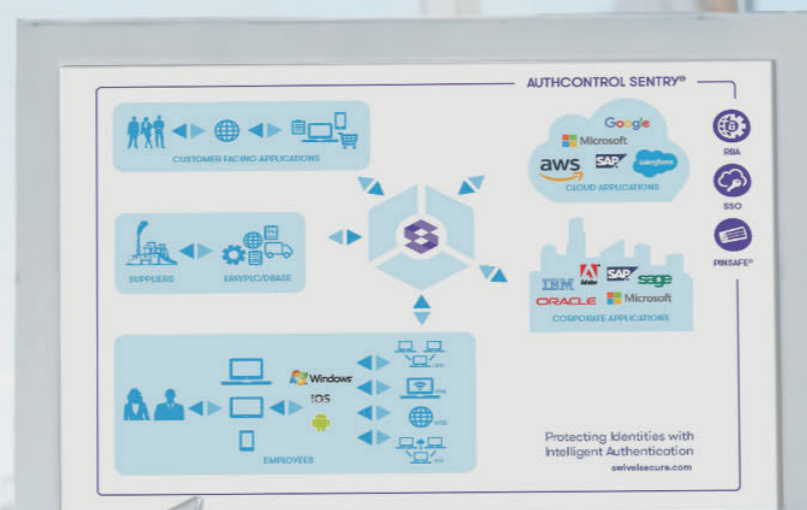 AUTHCONTROL SENTRY®
CUSTOMER FACING APPLICATIONS
Google
Microsoft
aws SAP salesforce
CLOUD APPLICATIONS
RBA
SSO
PINSAFE®
SUPPLIERS
ERP/PLC/DBASE
IBM Adobe SAP sage
ORACLE Microsoft
CORPORATE APPLICATIONS
Windows
IOS
EMPLOYEES
WEB
Protecting Identities with
Intelligent Authentication
swivelsecure.com